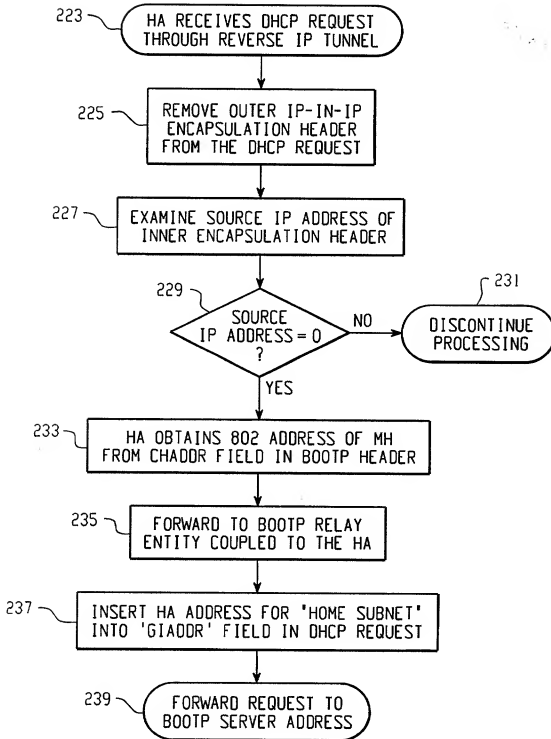 223
HA RECEIVES DHCP REQUEST
THROUGH REVERSE IP TUNNEL
225
REMOVE OUTER IP-IN-IP
ENCAPSULATION HEADER
FROM THE DHCP REQUEST
227
EXAMINE SOURCE IP ADDRESS OF
INNER ENCAPSULATION HEADER
229
SOURCE
IP ADDRESS = 0
?
NO
231
DISCONTINUE
PROCESSING
YES
233
HA OBTAINS 802 ADDRESS OF MH
FROM CHADDR FIELD IN BOOTP HEADER
235
FORWARD TO BOOTP RELAY
ENTITY COUPLED TO THE HA
237
INSERT HA ADDRESS FOR 'HOME SUBNET'
INTO 'GIADDR' FIELD IN DHCP REQUEST
239
FORWARD REQUEST TO
BOOTP SERVER ADDRESS